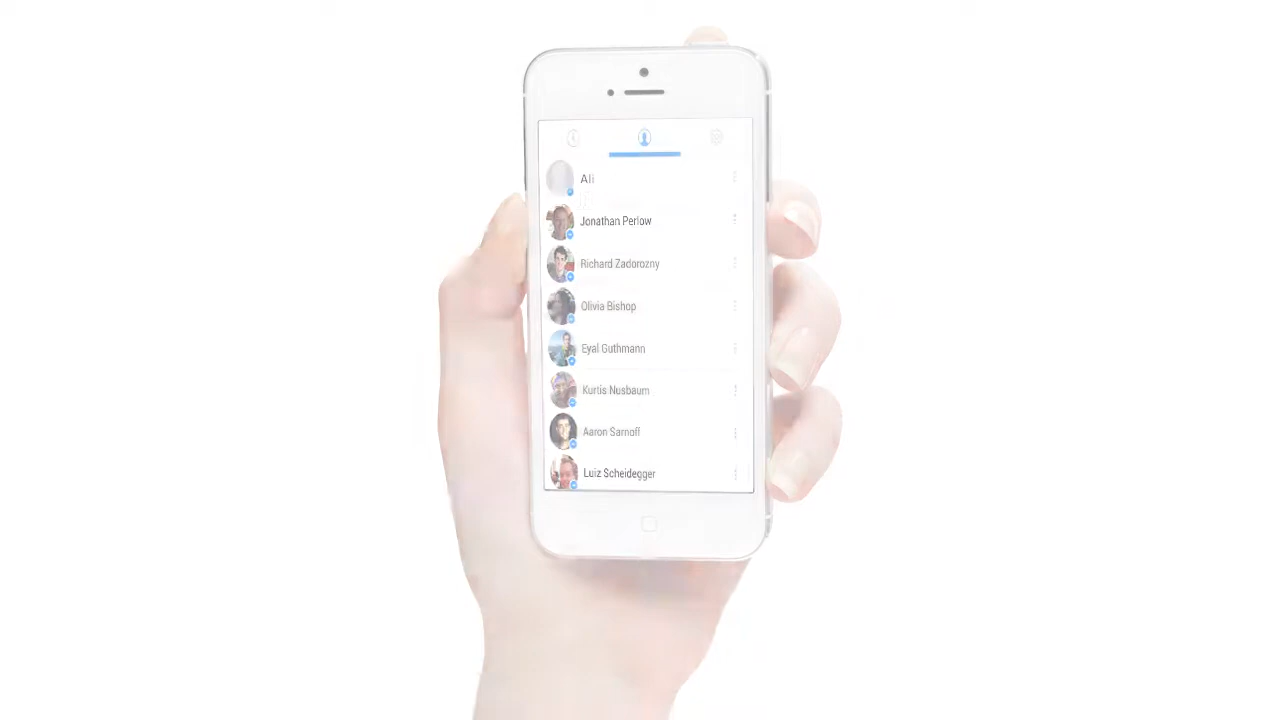 Ali
Jonathan Perlow
Richard Zadorozny
Olivia Bishop
Eyal Guthmann
Kurtis Nusbaum
Aaron Sarnoff
Luiz Scheidegger